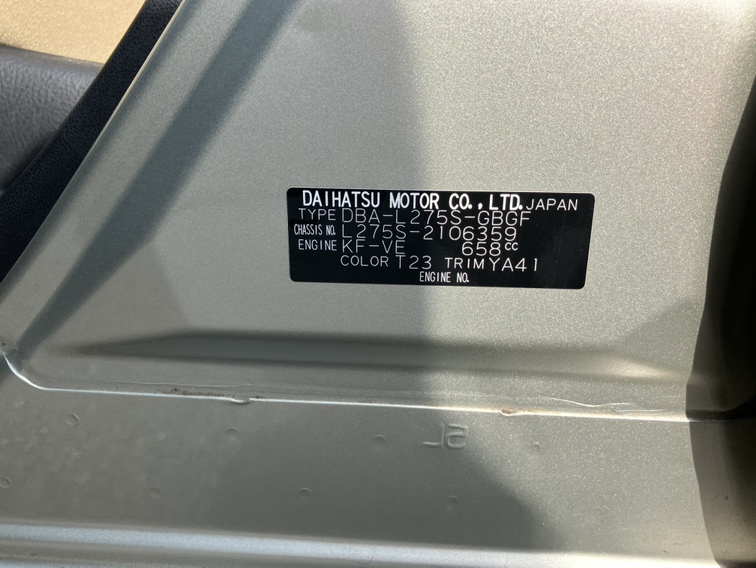 DAIHATSU MOTOR CO., LTD. JAPAN
TYPE DBA-L275S-GBGF
CHASSIS NO. L275S-2106359
ENGINE KF-VE 658cc
COLOR T23 TRIM YA41
ENGINE NO.